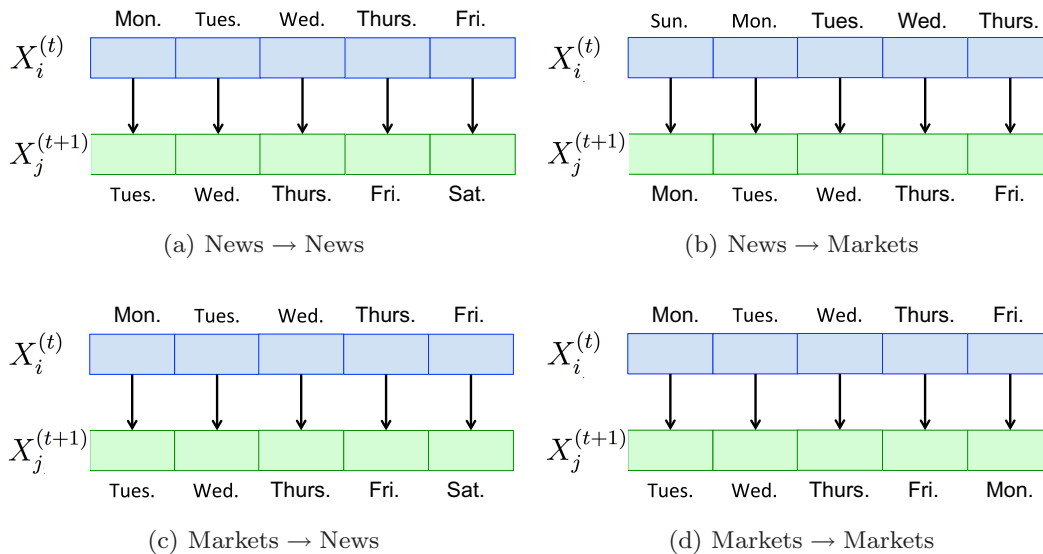 Mon. Tues. Wed. Thurs. Fri.
X_i^{(t)}
X_j^{(t+1)}
Tues. Wed. Thurs. Fri. Sat.
(a) News → News
Sun. Mon. Tues. Wed. Thurs.
X_i^{(t)}
X_j^{(t+1)}
Mon. Tues. Wed. Thurs. Fri.
(b) News → Markets
Mon. Tues. Wed. Thurs. Fri.
X_i^{(t)}
X_j^{(t+1)}
Tues. Wed. Thurs. Fri. Sat.
(c) Markets → News
Mon. Tues. Wed. Thurs. Fri.
X_i^{(t)}
X_j^{(t+1)}
Tues. Wed. Thurs. Fri. Mon.
(d) Markets → Markets